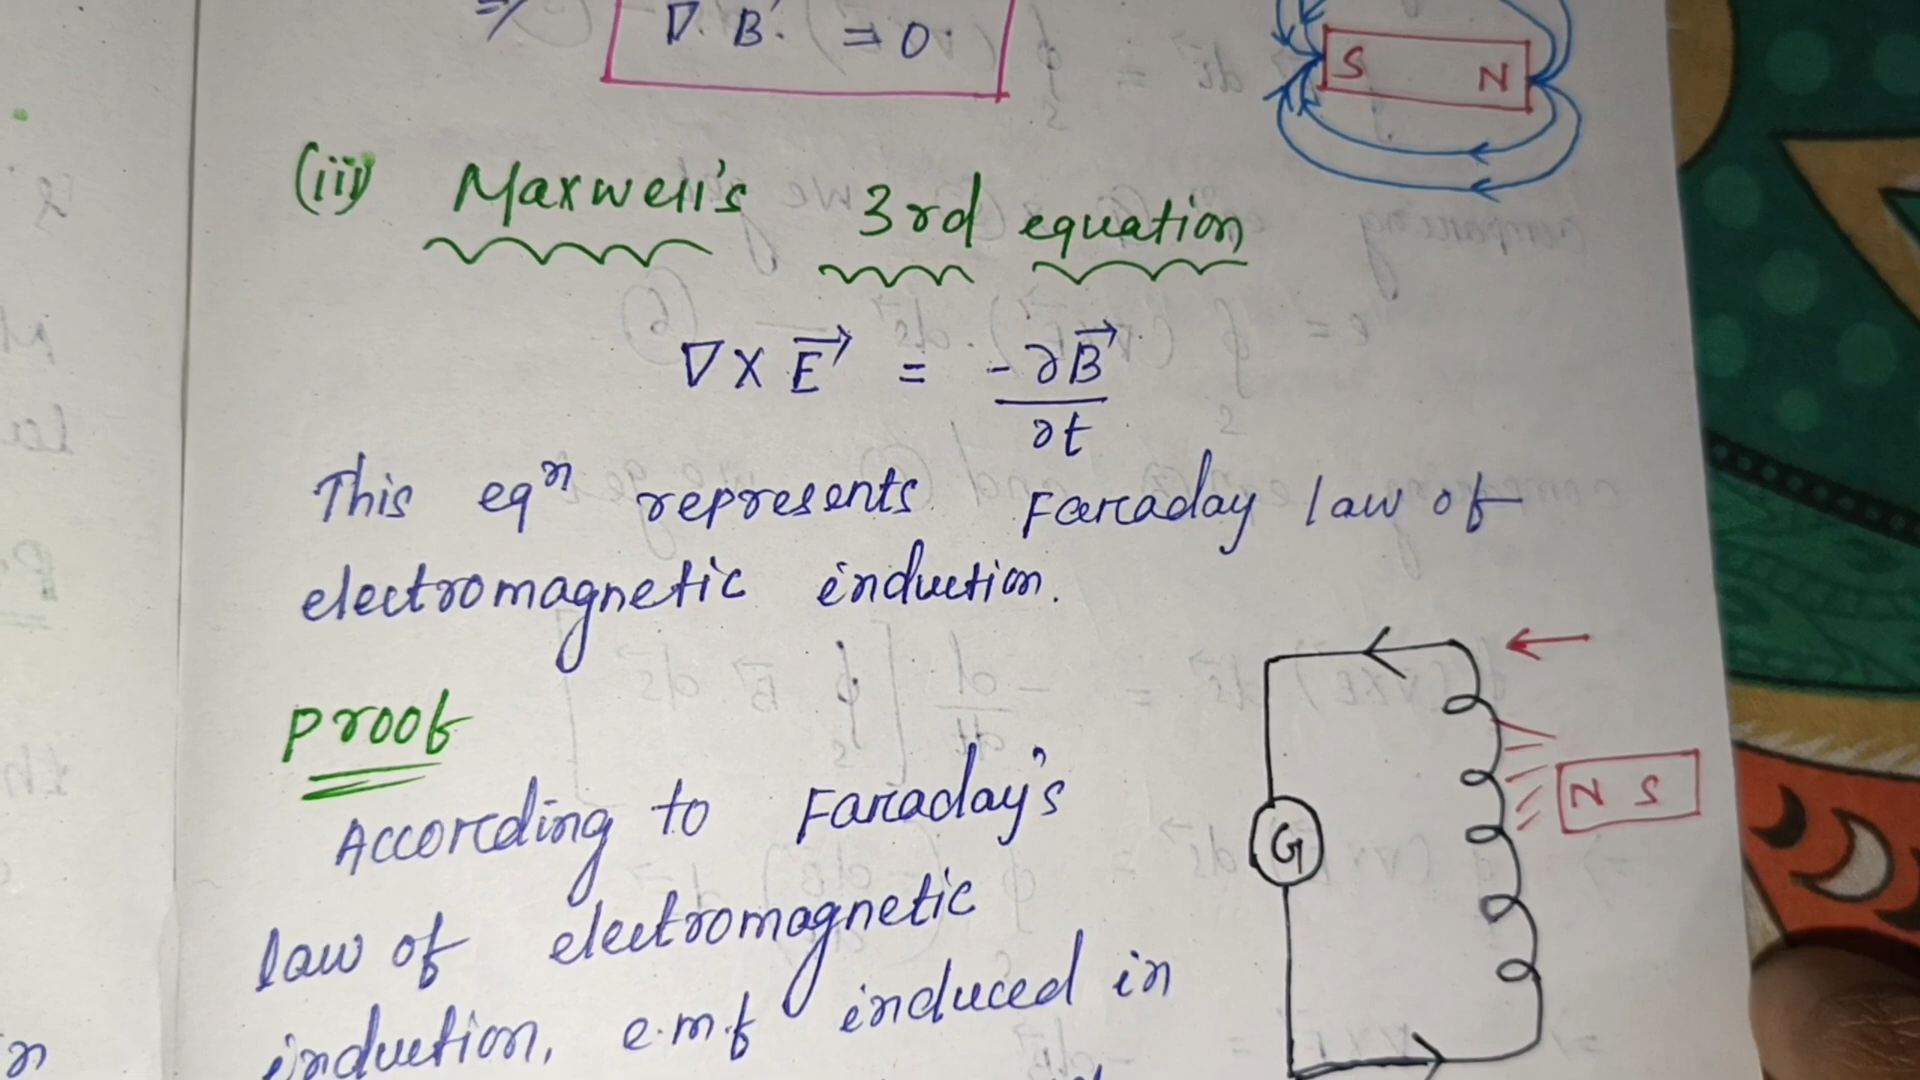 ⇒ ∇. B⃗ = 0.
S N
(iii) Maxwell's 3rd equation
∇ X E⃗ = -∂B⃗/∂t
This eqⁿ represents Faraday law of
electromagnetic induction.
Proof
According to Faraday's
law of electromagnetic
induction, e.m.f induced in
G
N S